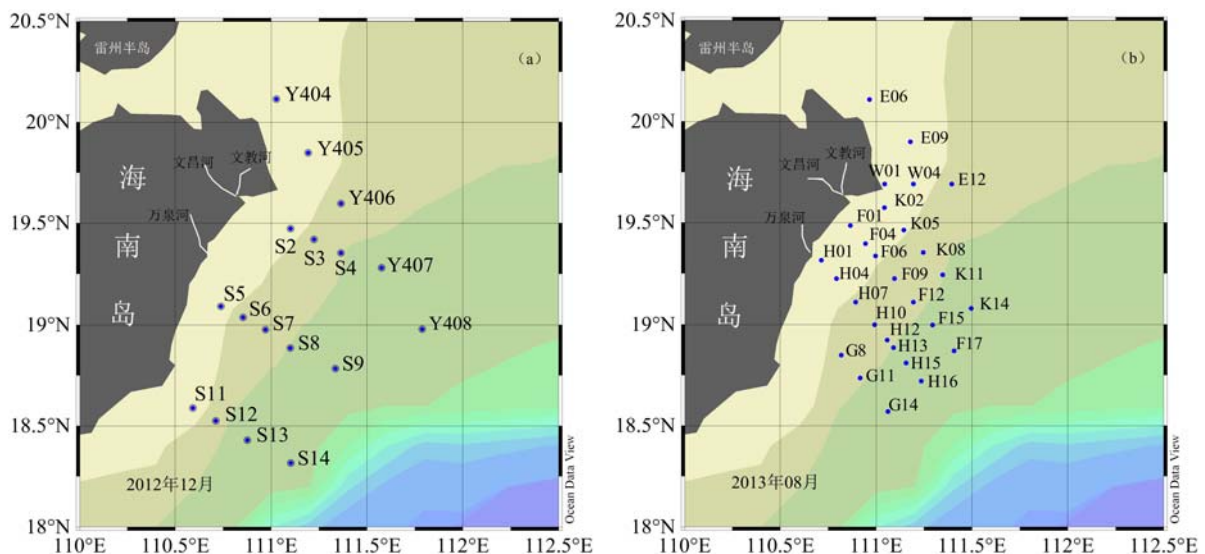 20.5°N
20°N
19.5°N
19°N
18.5°N
18°N
110°E
110.5°E
111°E
111.5°E
112°E
112.5°E
雷州半岛
(a)
Y404
Y405
文昌河
文教河
海
Y406
万泉河
S2
S3
S4
南
Y407
S5
S6
S7
岛
Y408
S8
S9
S11
S12
S13
S14
2012年12月
Ocean Data View
20.5°N
20°N
19.5°N
19°N
18.5°N
18°N
110°E
110.5°E
111°E
111.5°E
112°E
112.5°E
雷州半岛
(b)
E06
E09
文昌河
文教河
W01
W04
E12
海
K02
万泉河
F01
K05
F04
南
H01
F06
K08
H04
F09
K11
H07
F12
K14
岛
H10
F15
H12
G8
H13
F17
H15
G11
H16
G14
2013年08月
Ocean Data View